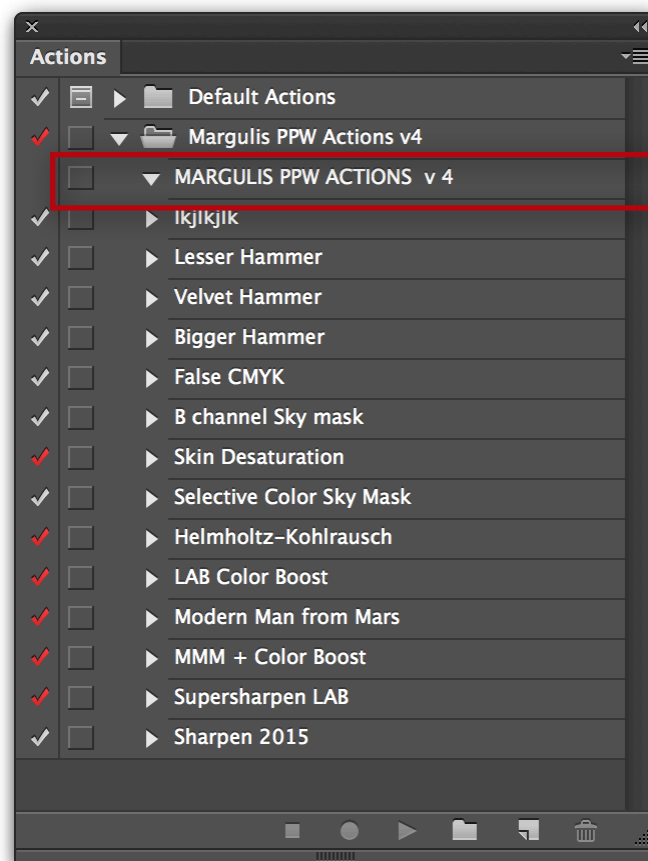 Actions
Default Actions
Margulis PPW Actions v4
MARGULIS PPW ACTIONS  v 4
lkjlkjlk
Lesser Hammer
Velvet Hammer
Bigger Hammer
False CMYK
B channel Sky mask
Skin Desaturation
Selective Color Sky Mask
Helmholtz-Kohlrausch
LAB Color Boost
Modern Man from Mars
MMM + Color Boost
Supersharpen LAB
Sharpen 2015